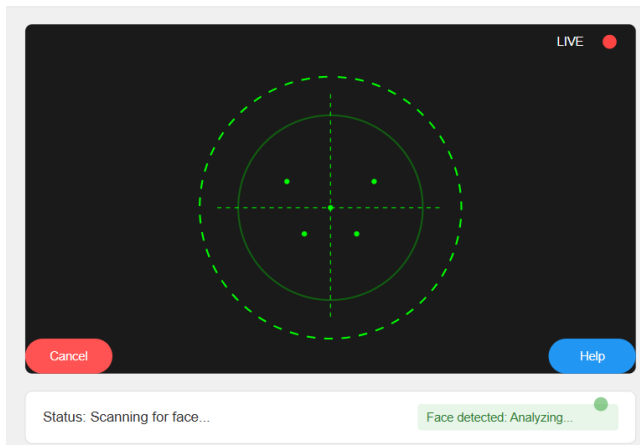 LIVE
Cancel
Help
Status: Scanning for face...
Face detected: Analyzing...